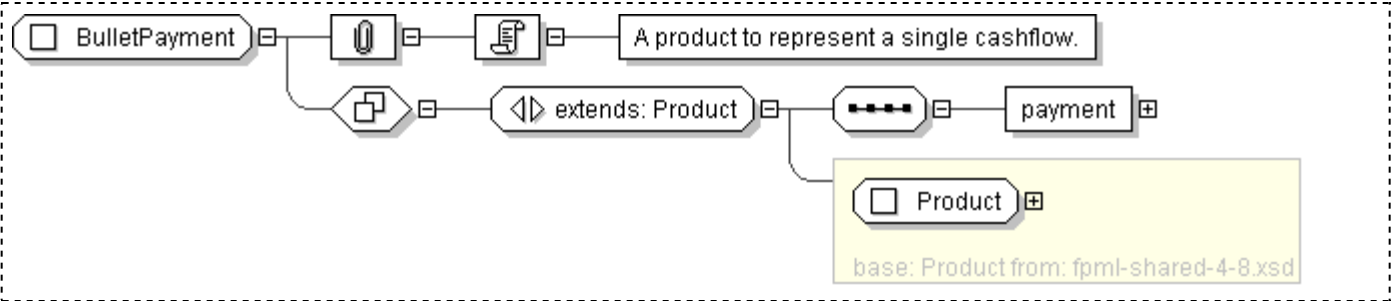 BulletPayment
A product to represent a single cashflow.
extends: Product
payment
Product
base: Product from: fpml-shared-4-8.xsd